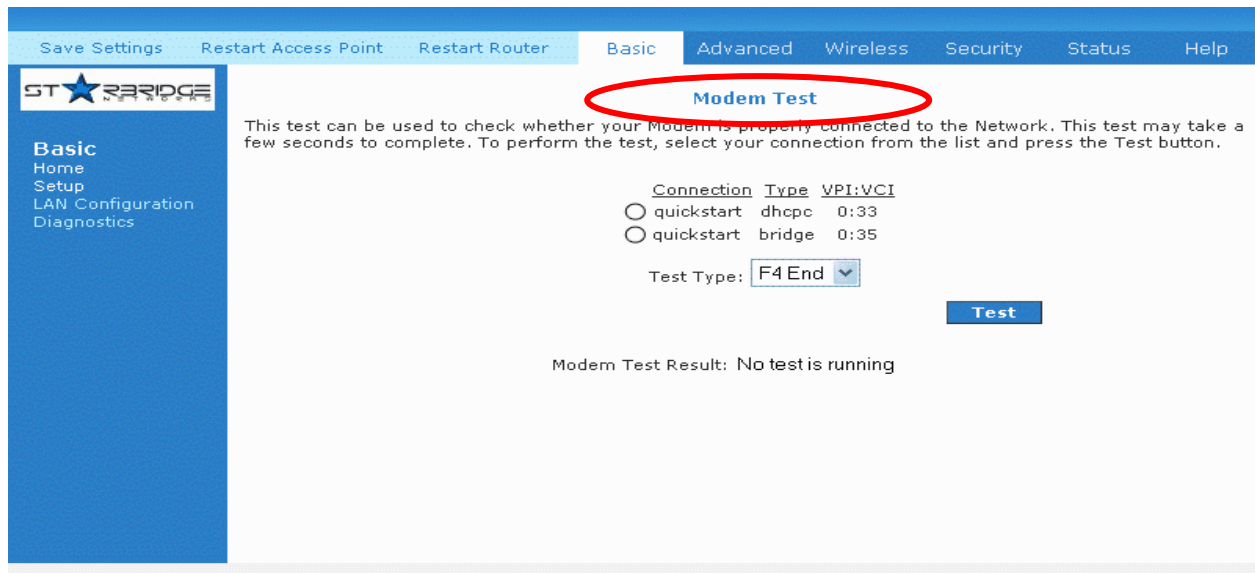 Save Settings Restart Access Point Restart Router Basic Advanced Wireless Security Status Help
STARBRIDGE
NETWORKS
Basic
Home
Setup
LAN Configuration
Diagnostics
Modem Test
This test can be used to check whether your Modem is properly connected to the Network. This test may take a
few seconds to complete. To perform the test, select your connection from the list and press the Test button.
Connection Type VPI:VCI
quickstart dhcpc 0:33
quickstart bridge 0:35
Test Type: F4 End
Test
Modem Test Result: No test is running